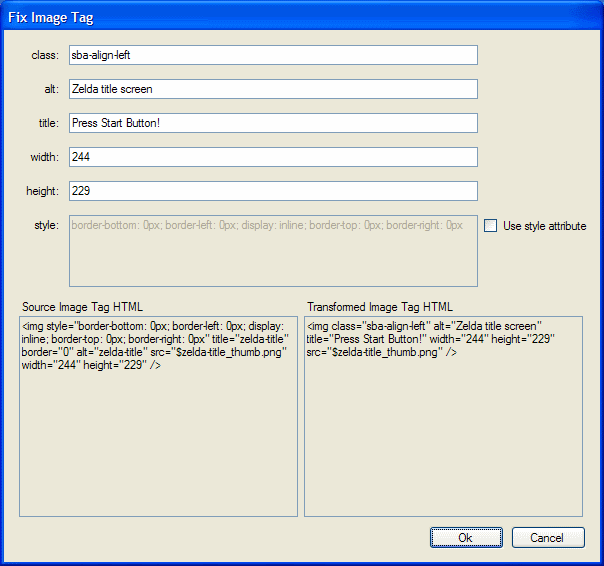 Fix Image Tag
class: sba-align-left
alt: Zelda title screen
title: Press Start Button!
width: 244
height: 229
style: border-bottom: 0px; border-left: 0px; display: inline; border-top: 0px; border-right: 0px
Use style attribute
Source Image Tag HTML
<img style="border-bottom: 0px; border-left: 0px; display:
inline; border-top: 0px; border-right: 0px" title="zelda-title"
border="0" alt="zelda-title" src="$zelda-title_thumb.png"
width="244" height="229" />
Transformed Image Tag HTML
<img class="sba-align-left" alt="Zelda title screen"
title="Press Start Button!" width="244" height="229"
src="$zelda-title_thumb.png" />
Ok
Cancel